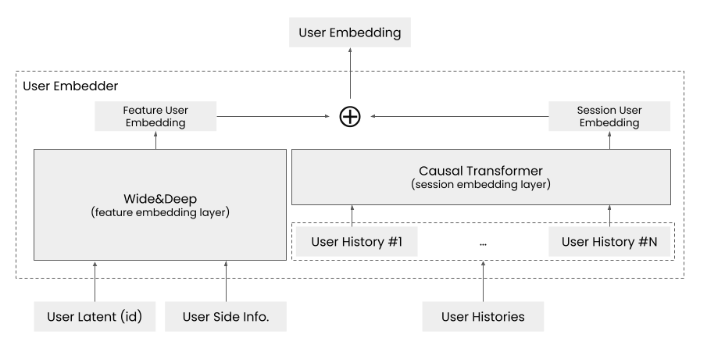 User Embedding
User Embedder
Feature User
Embedding
Session User
Embedding
Wide&Deep
(feature embedding layer)
Causal Transformer
(session embedding layer)
User History #1
...
User History #N
User Latent (id)
User Side Info.
User Histories